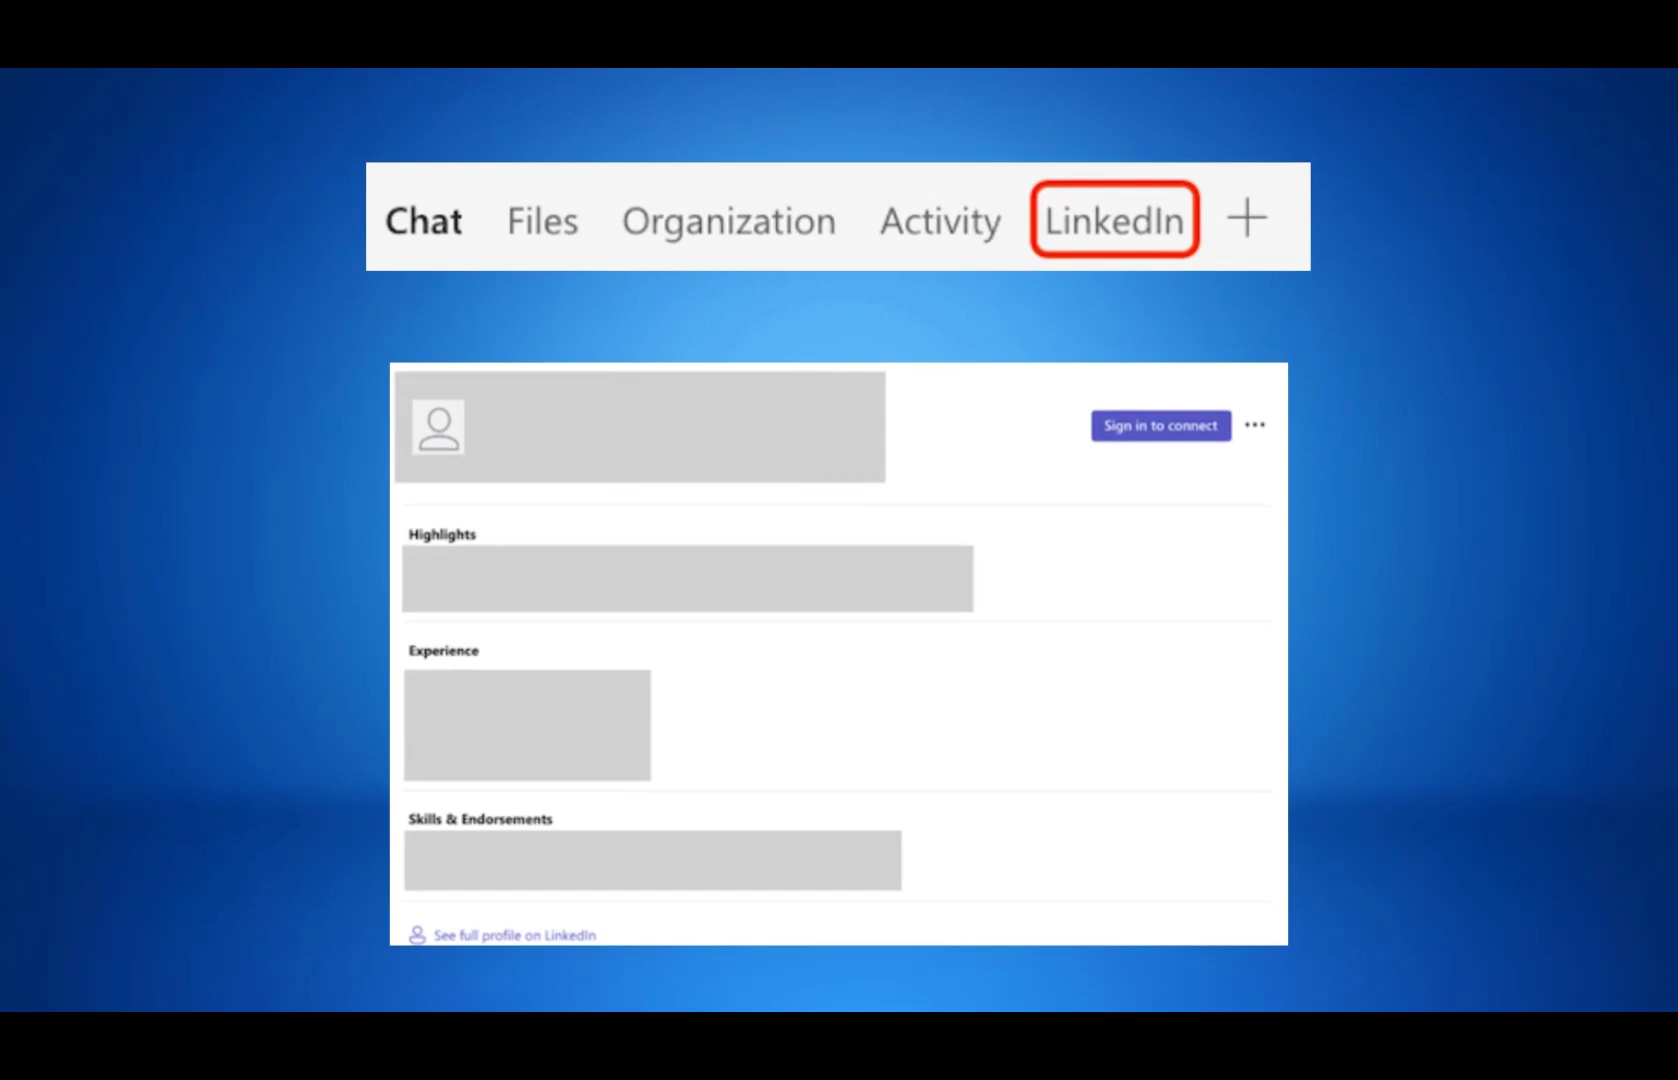 Chat Files Organization Activity LinkedIn +
Sign in to connect ...
Highlights
Experience
Skills & Endorsements
See full profile on LinkedIn